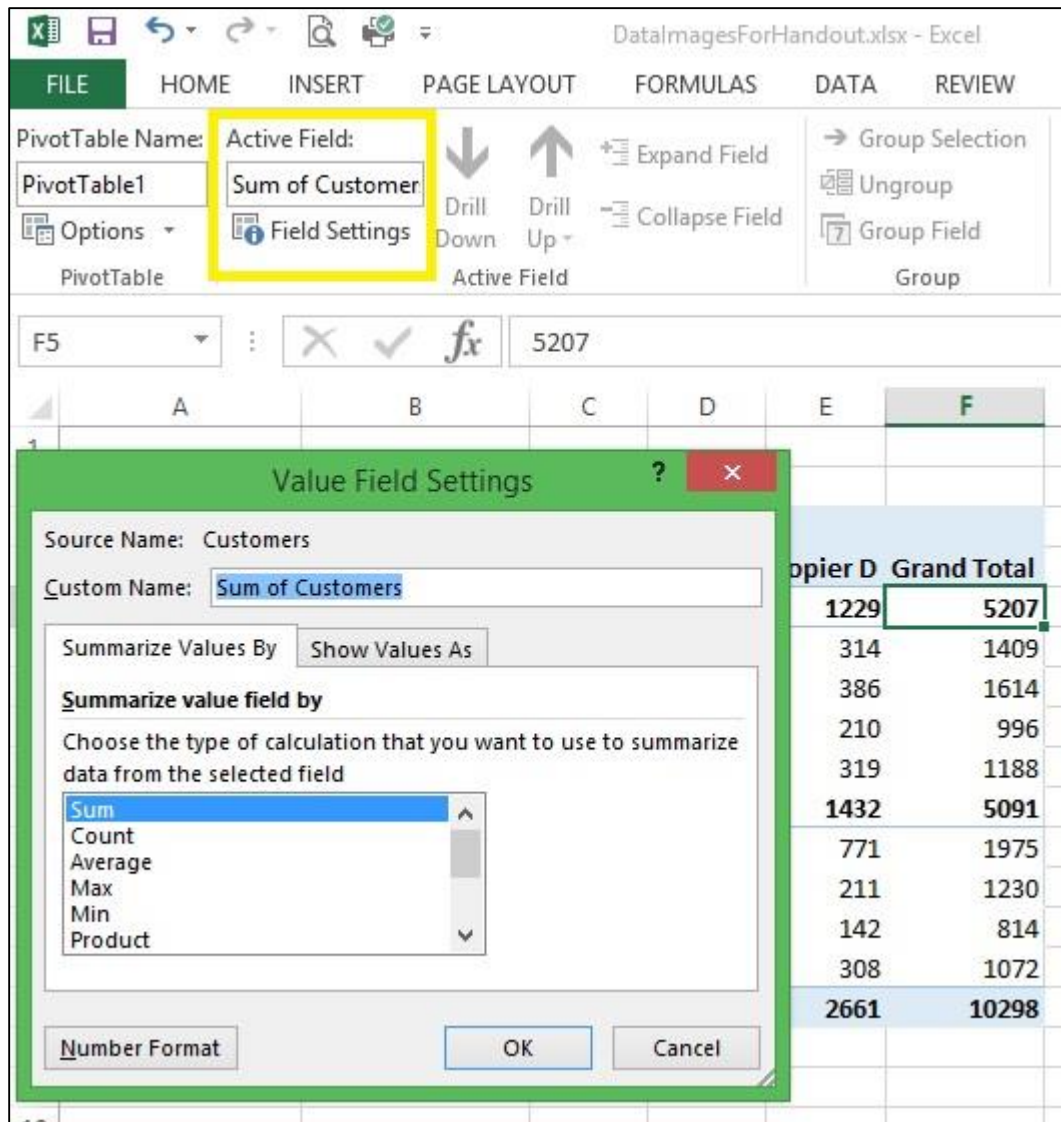 DataImagesForHandout.xlsx - Excel
FILE HOME INSERT PAGE LAYOUT FORMULAS DATA REVIEW
PivotTable Name:
PivotTable1
Options
PivotTable
Active Field:
Sum of Customer
Field Settings
Drill Down
Drill Up
Expand Field
Collapse Field
Active Field
Group Selection
Ungroup
7 Group Field
Group
F5
fx 5207
A B C D E F
Value Field Settings ?
Source Name: Customers
Custom Name: Sum of Customers
Summarize Values By Show Values As
Summarize value field by
Choose the type of calculation that you want to use to summarize
data from the selected field
Sum
Count
Average
Max
Min
Product
Number Format OK Cancel
opier D Grand Total
1229 5207
314 1409
386 1614
210 996
319 1188
1432 5091
771 1975
211 1230
142 814
308 1072
2661 10298